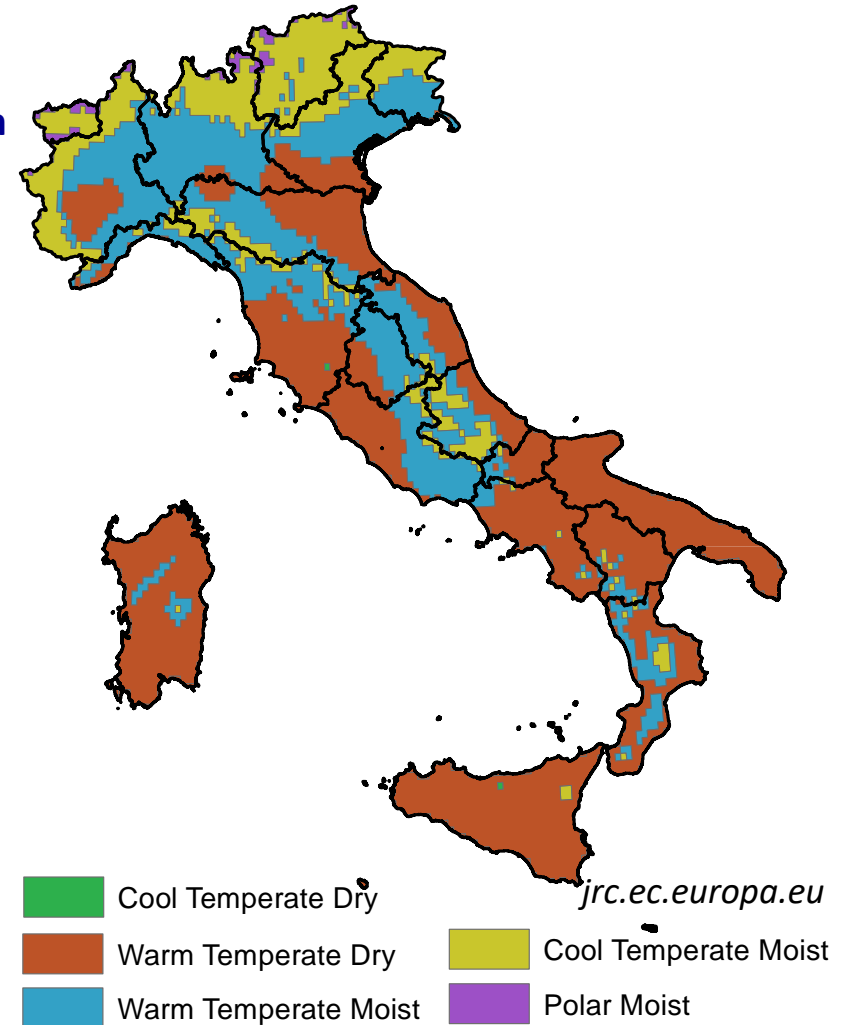 n
jrc.ec.europa.eu
Cool Temperate Dry
Warm Temperate Dry
Warm Temperate Moist
Cool Temperate Moist
Polar Moist